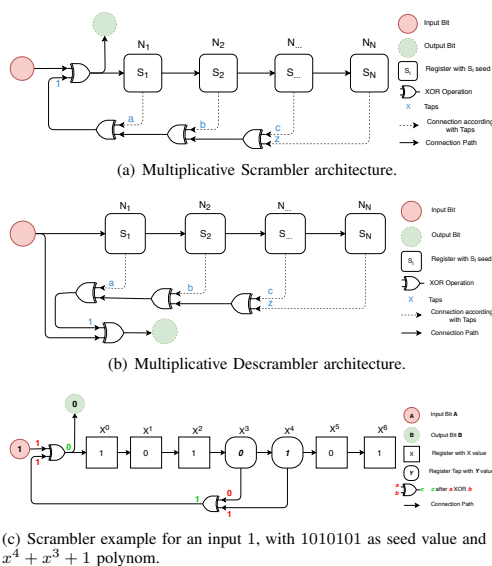 N1 N2 N... NN
S1 S2 S... SN
1 a b c z
Input Bit
Output Bit
Si Register with Si seed
XOR Operation
X Taps
Connection according
with Taps
Connection Path
(a) Multiplicative Scrambler architecture.
N1 N2 N... NN
S1 S2 S... SN
a b c z
1
Input Bit
Output Bit
Si Register with Si seed
XOR Operation
X Taps
Connection according
with Taps
Connection Path
(b) Multiplicative Descrambler architecture.
0
X0 X1 X2 X3 X4 X5 X6
1 1 1 0 1 0 1 0 1 0 1
1 0
1 1
A Input Bit A
B Output Bit B
X Register with X value
Y Register Tap with Y value
a b c c after a XOR b
Connection Path
(c) Scrambler example for an input 1, with 1010101 as seed value and
x4 + x3 + 1 polynom.